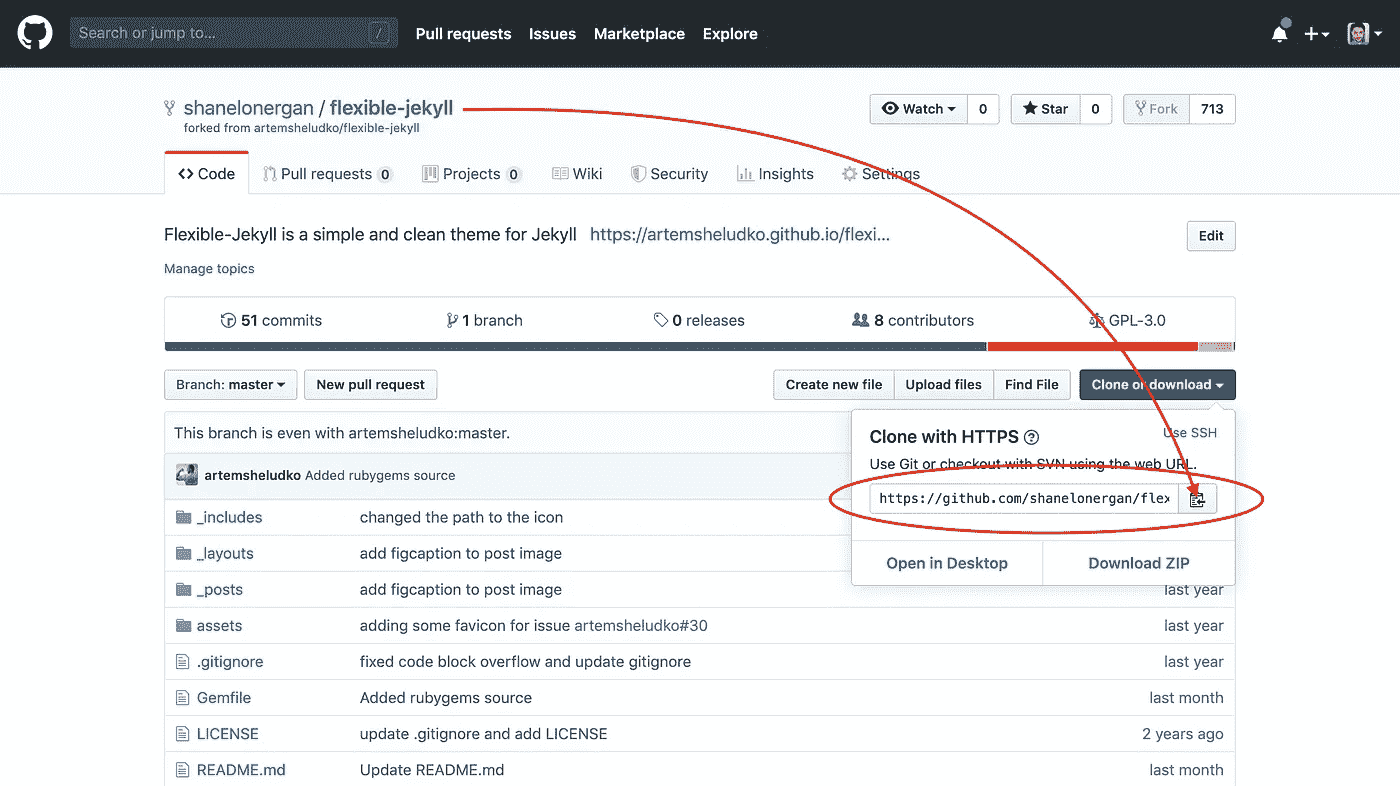 Search or jump to... /
Pull requests Issues Marketplace Explore
shanelonergan / flexible-jekyll
forked from artemsheludko/flexible-jekyll
Watch 0 Star 0 Fork 713
Code Pull requests 0 Projects 0 Wiki Security Insights Settings
Flexible-Jekyll is a simple and clean theme for Jekyll https://artemsheludko.github.io/flexi...
Edit
Manage topics
51 commits 1 branch 0 releases 8 contributors GPL-3.0
Branch: master New pull request Create new file Upload files Find File Clone or download
This branch is even with artemsheludko:master.
Clone with HTTPS ? Use SSH
Use Git or checkout with SVN using the web URL.
https://github.com/shanelonergan/flex
Open in Desktop Download ZIP
artemsheludko Added rubygems source
_includes changed the path to the icon
_layouts add figcaption to post image
_posts add figcaption to post image last year
assets adding some favicon for issue artemsheludko#30 last year
.gitignore fixed code block overflow and update gitignore last year
Gemfile Added rubygems source last month
LICENSE update .gitignore and add LICENSE 2 years ago
README.md Update README.md last month